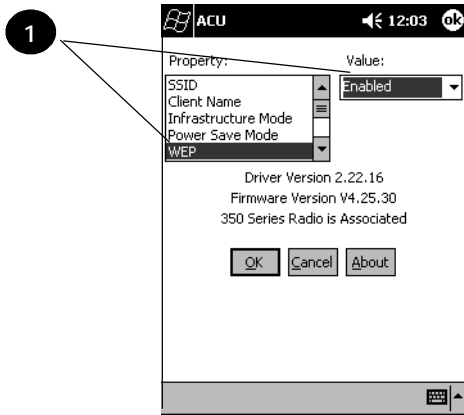 1
ACU 12:03 ok
Property: Value:
SSID
Client Name
Infrastructure Mode
Power Save Mode
WEP
Enabled
Driver Version 2.22.16
Firmware Version V4.25.30
350 Series Radio is Associated
OK Cancel About